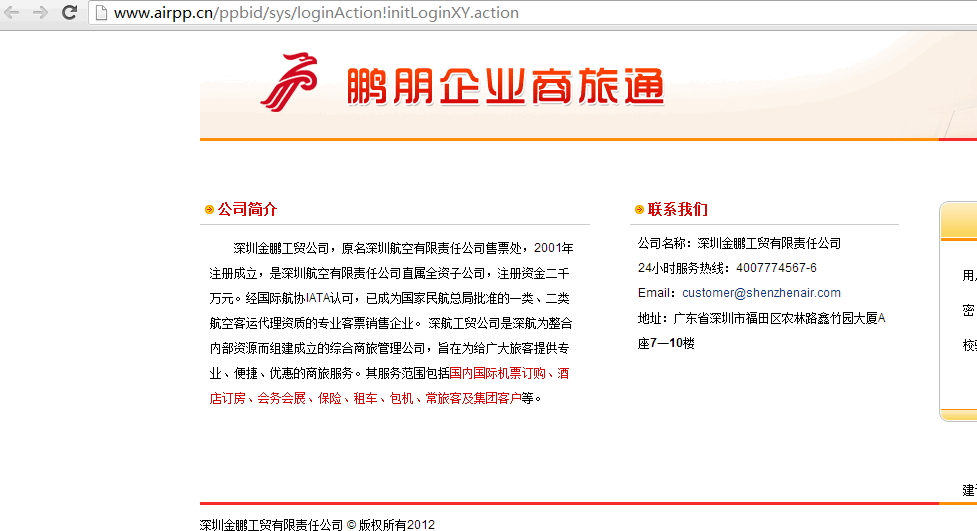 www.airpp.cn/ppbid/sys/loginAction!initLoginXY.action
鹏朋企业商旅通
公司简介
深圳金鹏工贸公司，原名深圳航空有限责任公司售票处，2001年
注册成立，是深圳航空有限责任公司直属全资子公司，注册资金二千
万元。经国际航协IATA认可，已成为国家民航总局批准的一类、二类
航空客运代理资质的专业客票销售企业。 深航工贸公司是深航为整合
内部资源而组建成立的综合商旅管理公司，旨在为给广大旅客提供专
业、便捷、优惠的商旅服务。其服务范围包括国内国际机票订购、酒
店订房、会务会展、保险、租车、包机、常旅客及集团客户等。
联系我们
公司名称：深圳金鹏工贸有限责任公司
24小时服务热线：4007774567-6
Email：customer@shenzhenair.com
地址：广东省深圳市福田区农林路鑫竹园大厦A
座7—10楼
用
密
校
建
深圳金鹏工贸有限责任公司 © 版权所有2012